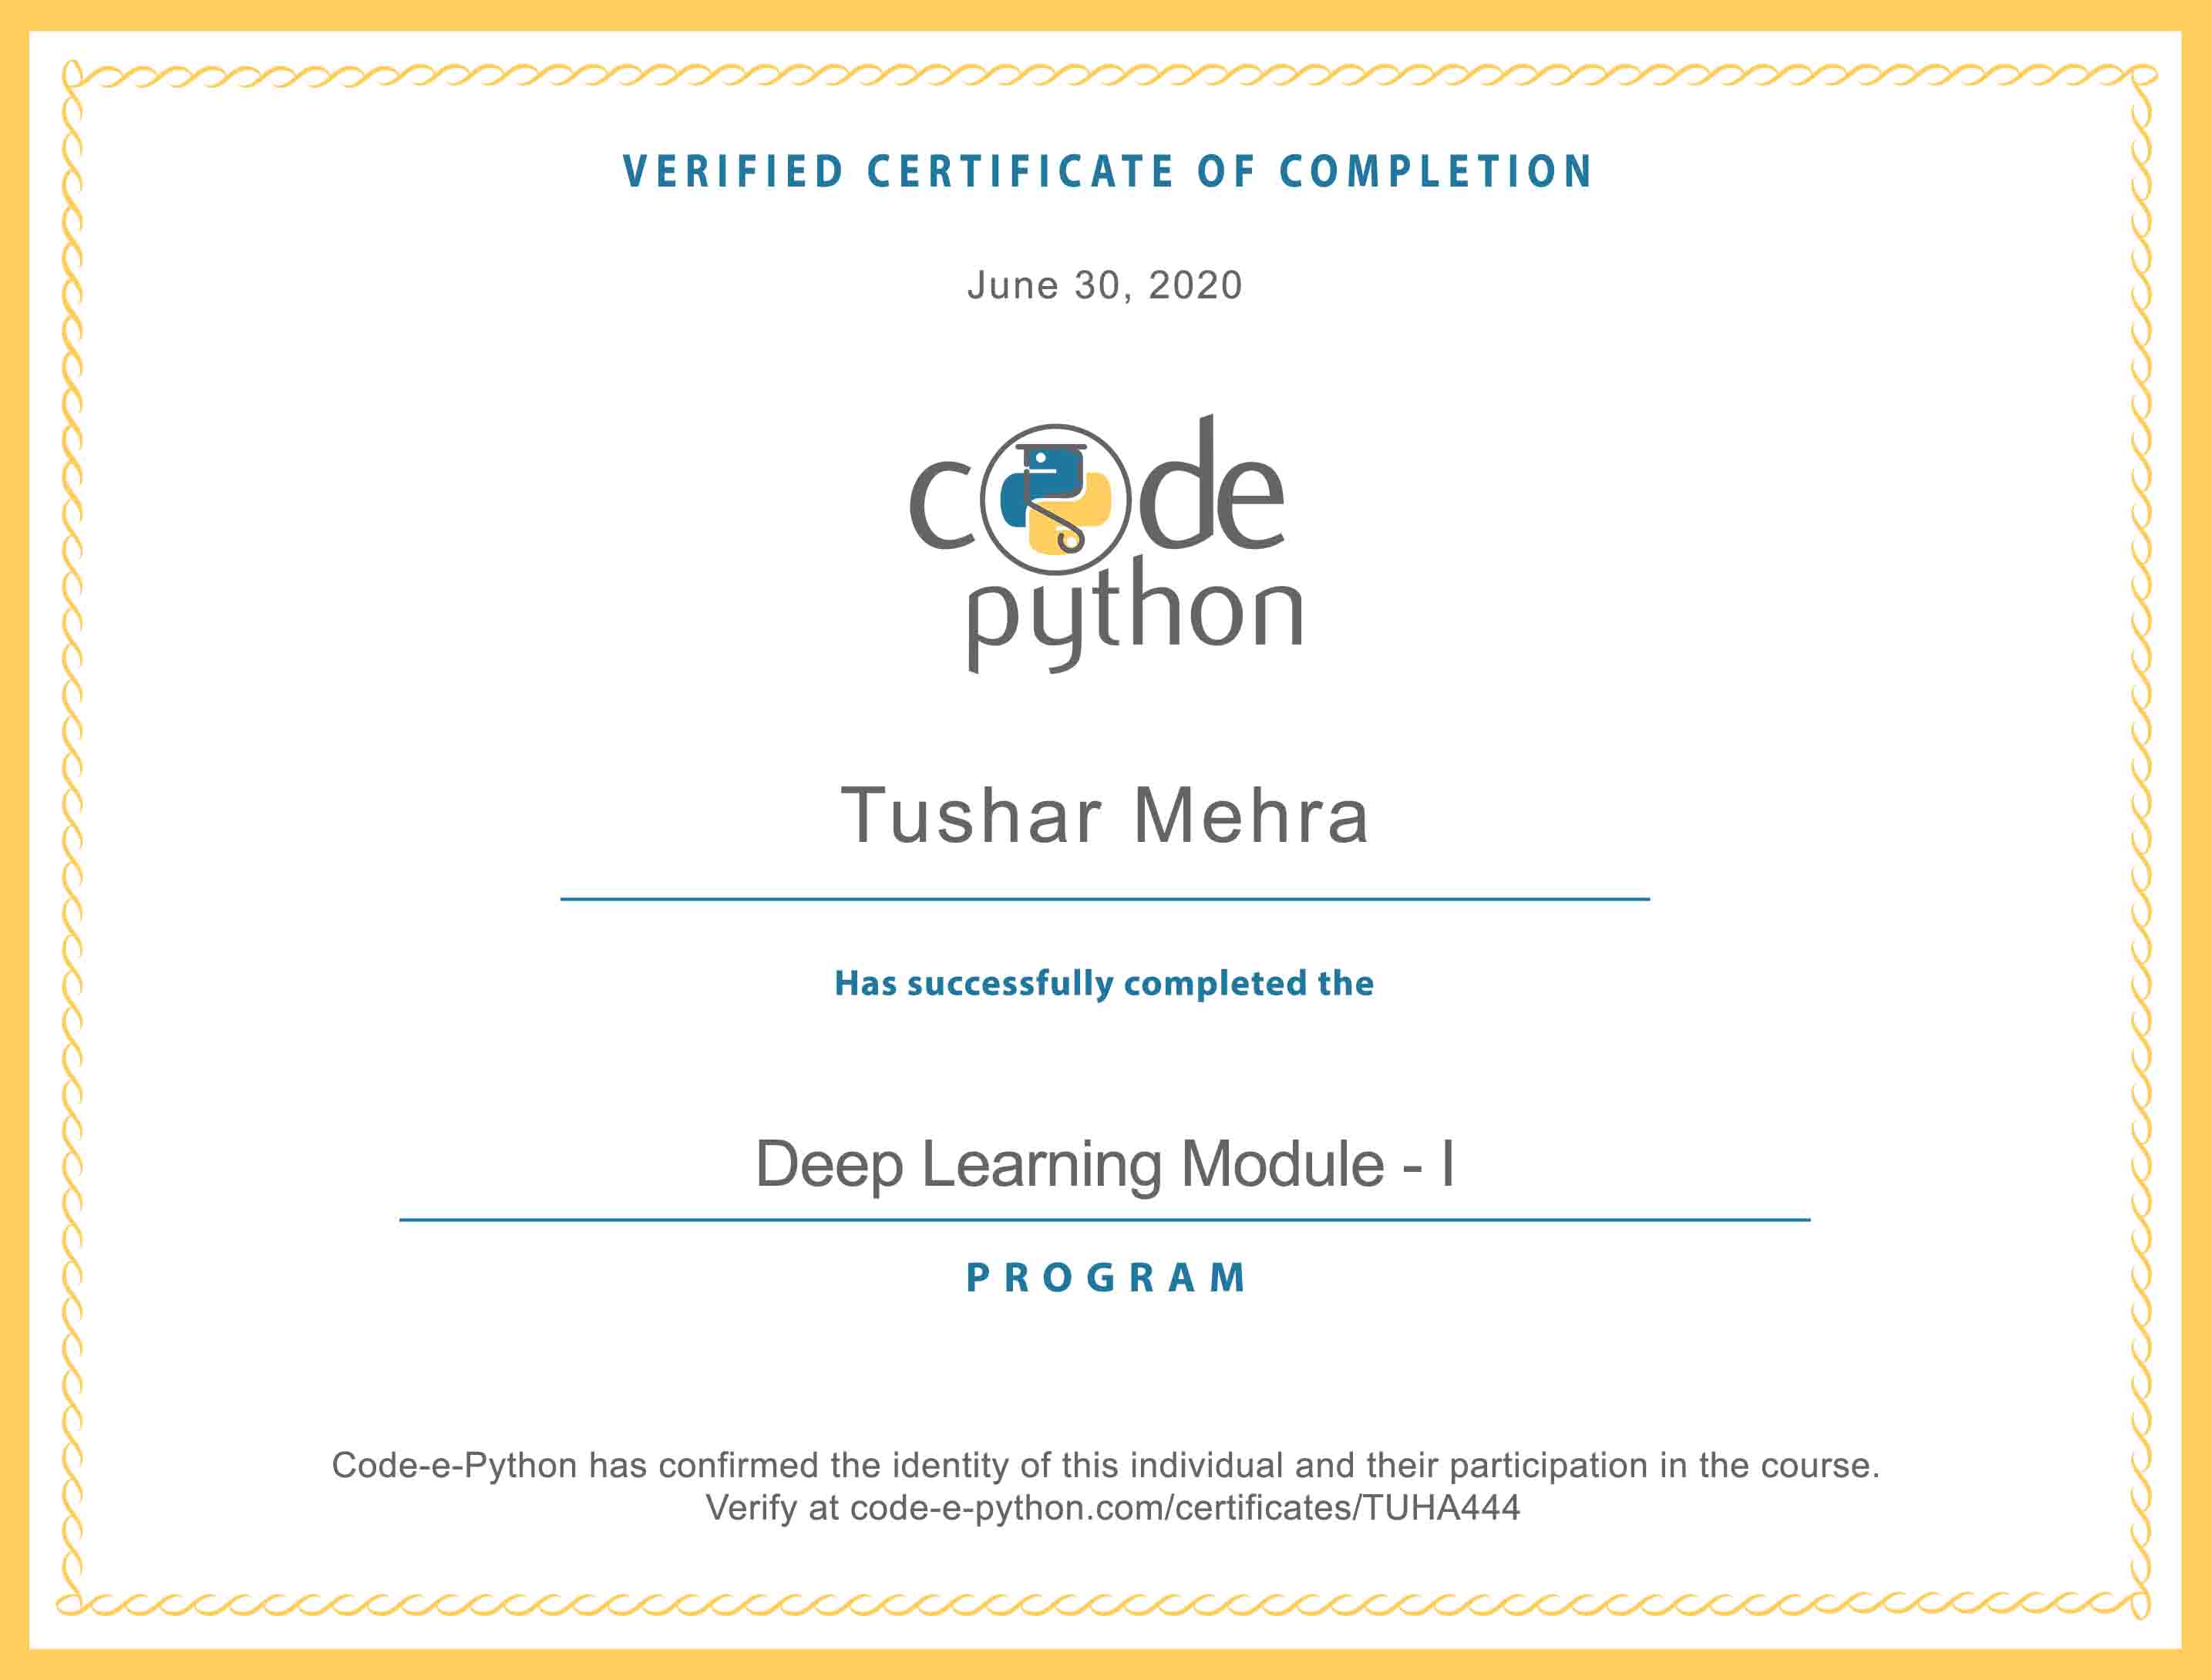 VERIFIED CERTIFICATE OF COMPLETION
June 30, 2020
code
python
Tushar Mehra
Has successfully completed the
Deep Learning Module - I
PROGRAM
Code-e-Python has confirmed the identity of this individual and their participation in the course.
Verify at code-e-python.com/certificates/TUHA444